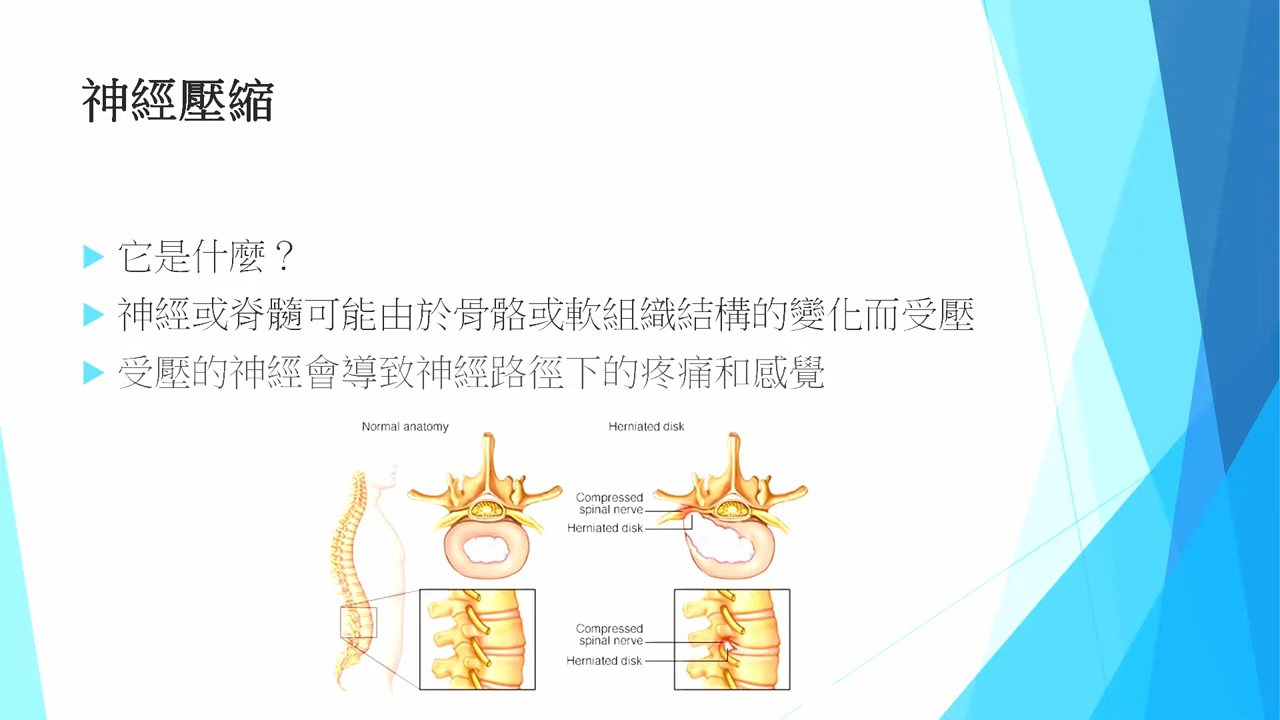 神經壓縮
它是什麼？
神經或脊髓可能由於骨骼或軟組織結構的變化而受壓
受壓的神經會導致神經路徑下的疼痛和感覺
Normal anatomy
Herniated disk
Compressed
spinal nerve
Herniated disk
Compressed
spinal nerve
Herniated disk